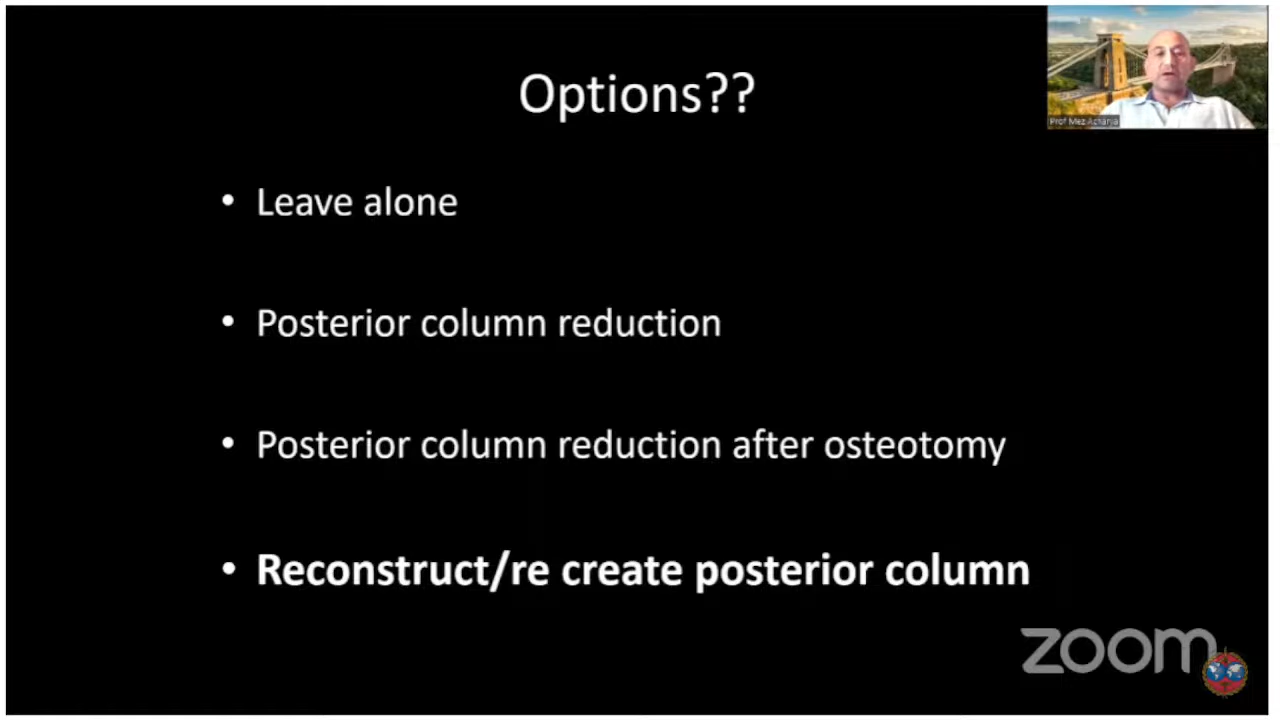 Options??
Prof Mez Acharya
• Leave alone
• Posterior column reduction
• Posterior column reduction after osteotomy
• Reconstruct/re create posterior column
zoom